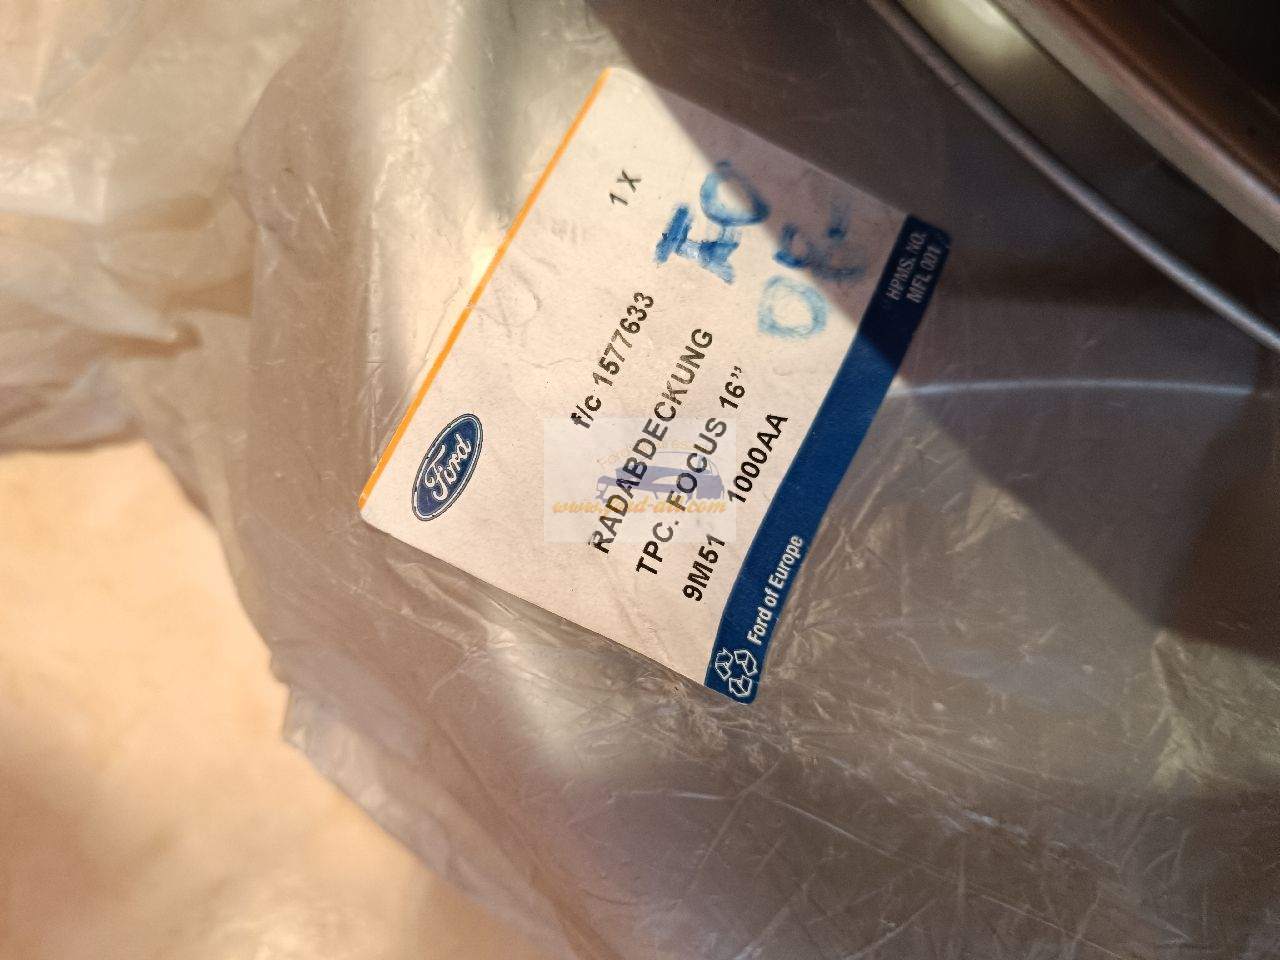 Ford
1 X
f/c 1577633
RADABDECKUNG
TPC. FOCUS 16”
9M51 1000AA
HPMS. NO.
MFL 001
Ford of Europe